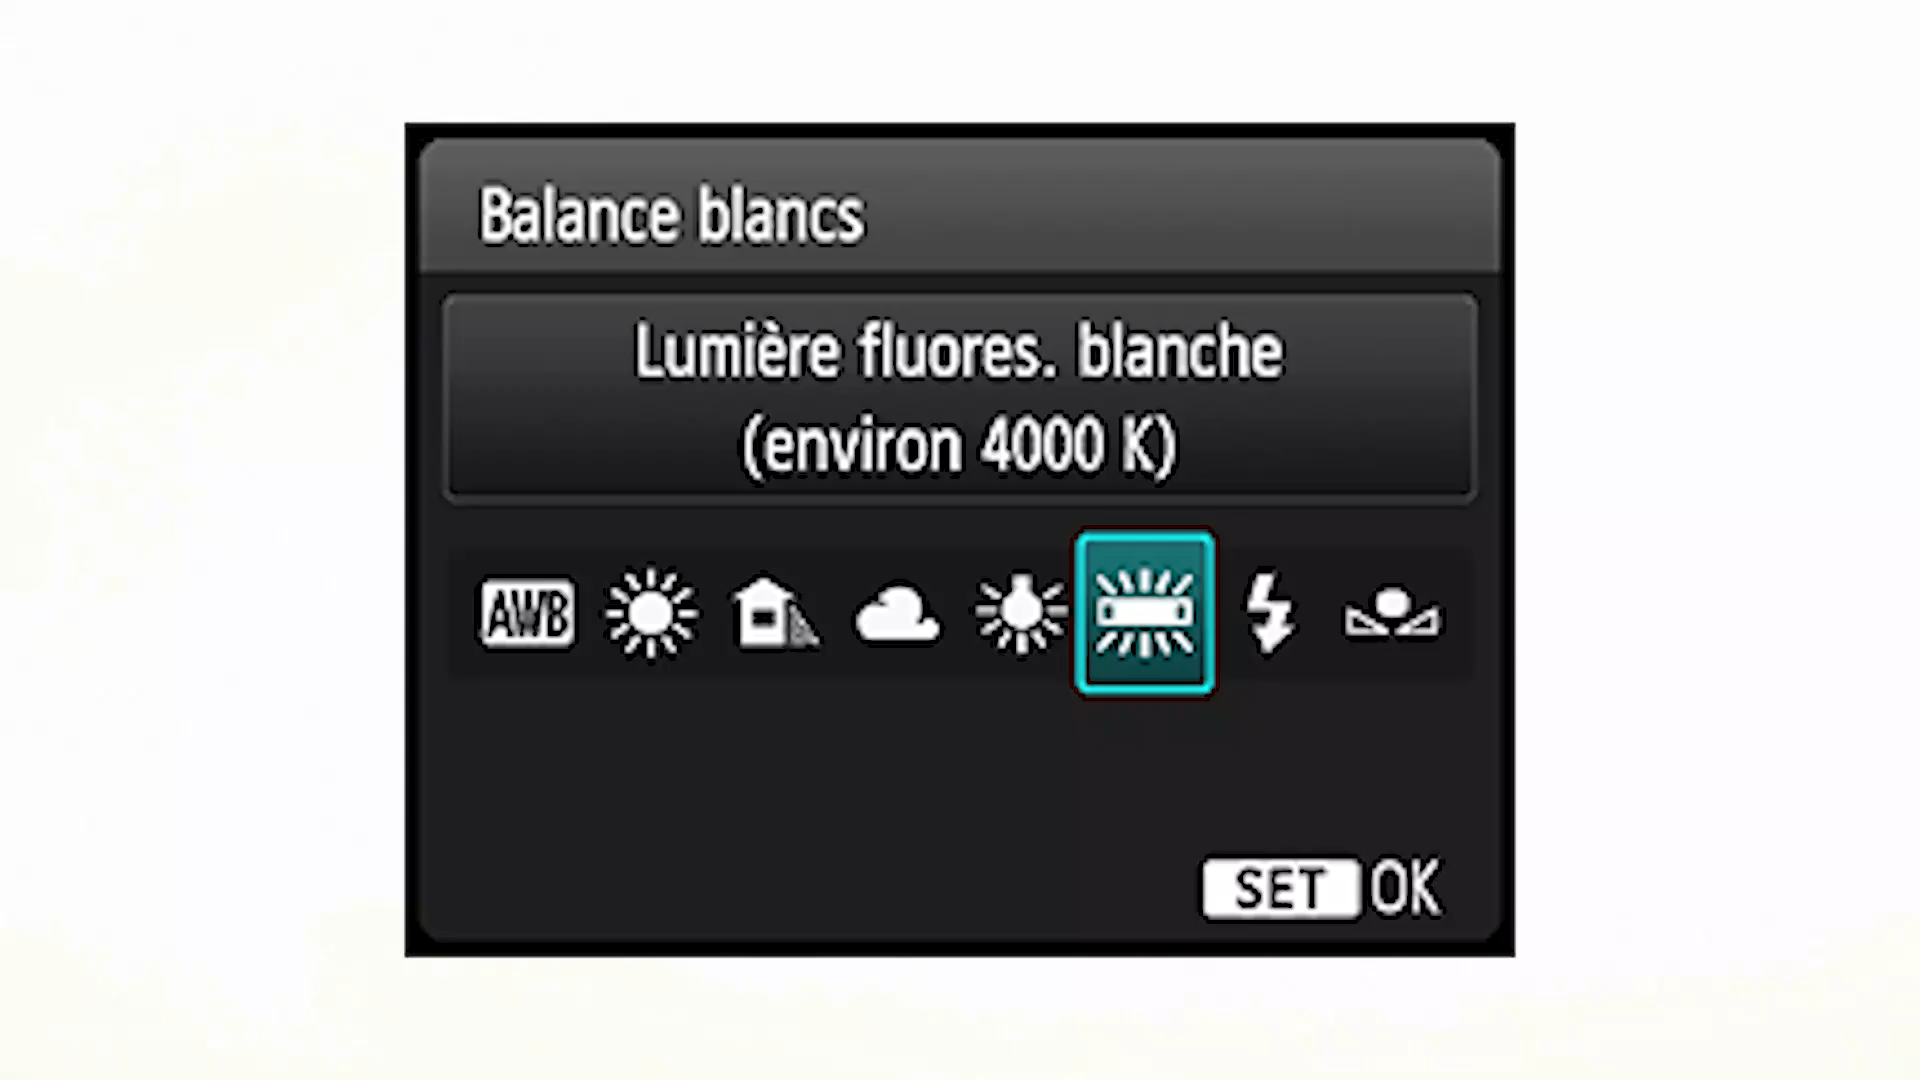 Balance blancs
Lumière fluores. blanche
(environ 4000 K)
AWB
SET OK